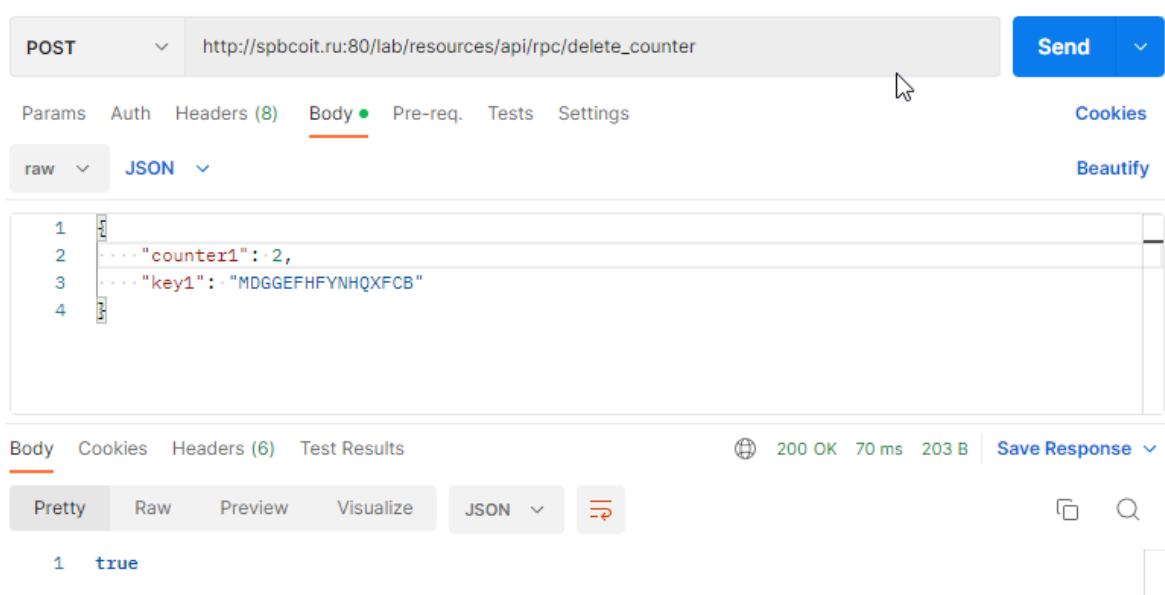 POST http://spbcoit.ru:80/lab/resources/api/rpc/delete_counter Send
Params Auth Headers (8) Body Pre-req. Tests Settings Cookies
raw JSON Beautify
1 {
2 "counter1": 2,
3 "key1": "MDGGEFHFYNHQXFCB"
4 }
Body Cookies Headers (6) Test Results 200 OK 70 ms 203 B Save Response
Pretty Raw Preview Visualize JSON
1 true